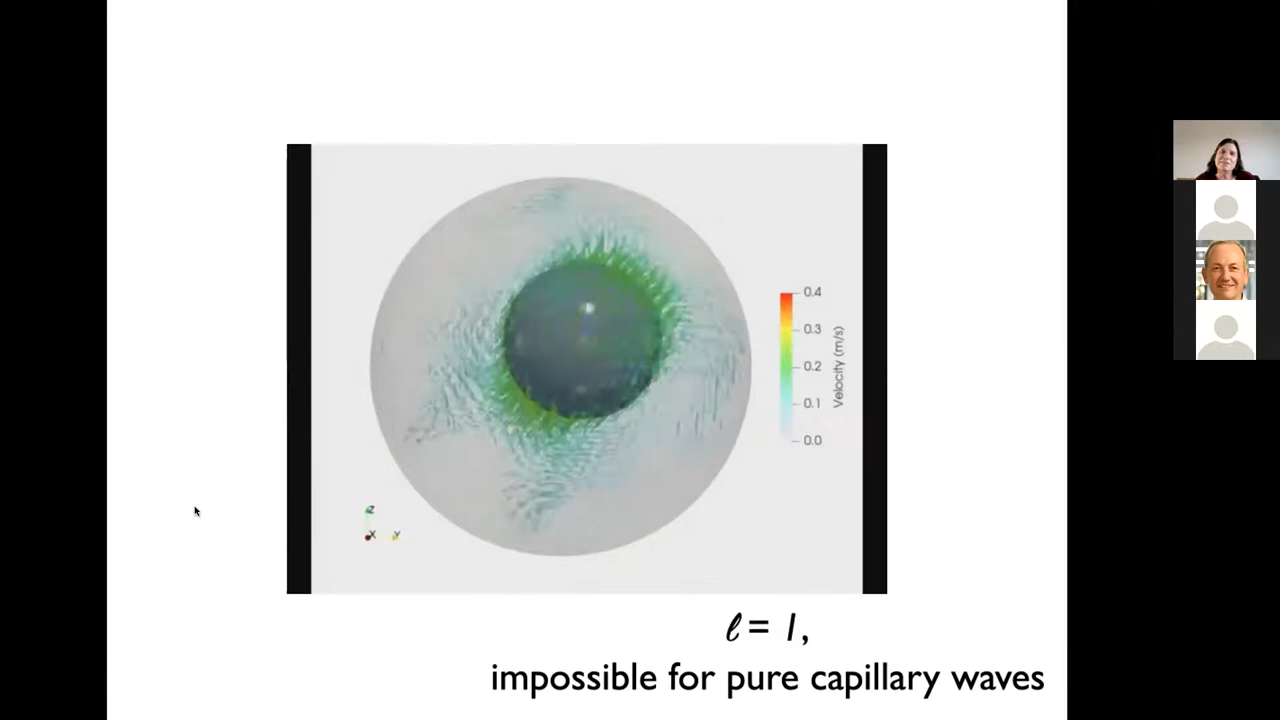 0.4
0.3
0.2
0.1
0.0
Velocity (m/s)
Z
X
Y
ℓ = 1,
impossible for pure capillary waves